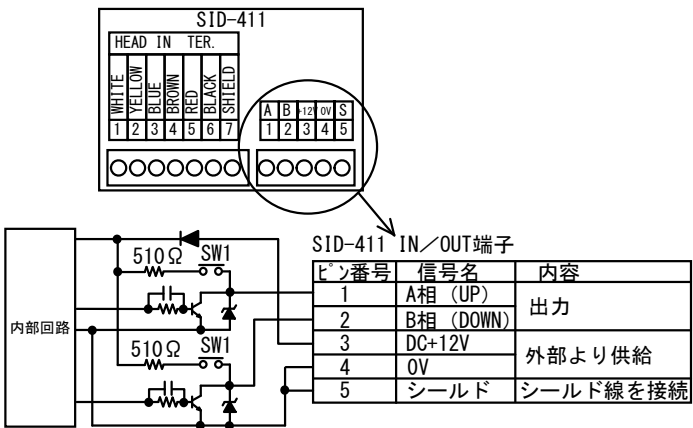 SID-411
HEAD IN TER.
WHITE YELLOW BLUE BROWN RED BLACK SHIELD
1 2 3 4 5 6 7
A B +12V 0V S
1 2 3 4 5
SID-411 IN／OUT端子
ピン番号 信号名 内容
1 A相 (UP) 出力
2 B相 (DOWN)
3 DC+12V 外部より供給
4 0V
5 シールド シールド線を接続
内部回路
510Ω SW1
510Ω SW1